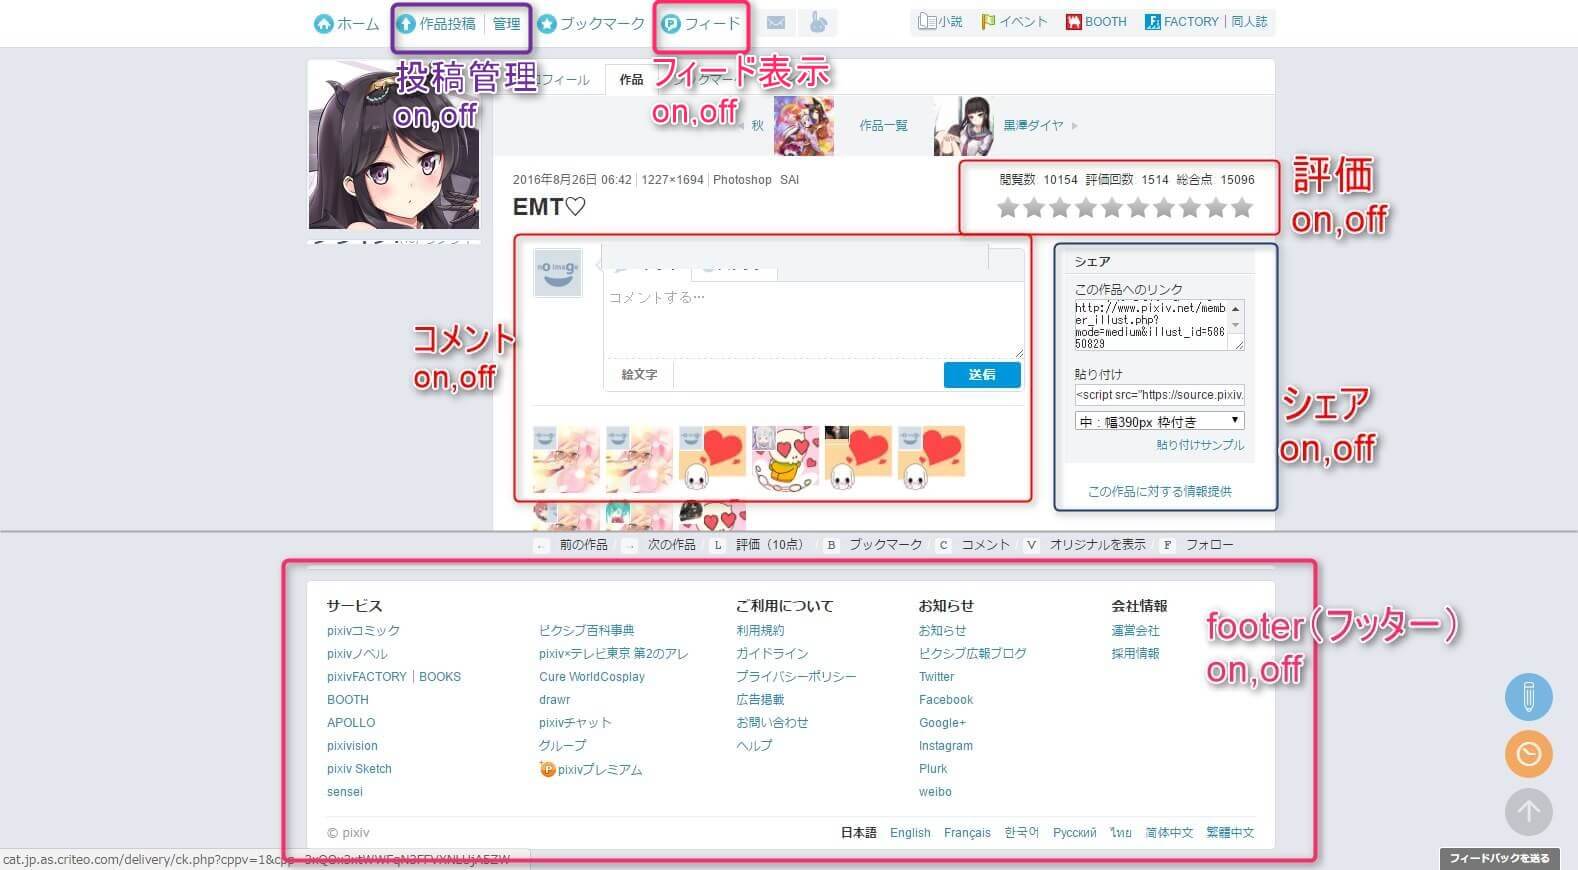 ホーム
作品投稿 管理
ブックマーク
フィード
小説
イベント
BOOTH
FACTORY 同人誌
投稿管理
on,off
フィード表示
on,off
作品
秋
作品一覧
黒澤ダイヤ
2016年8月26日 06:42 1227×1694 Photoshop SAI
閲覧数 10154 評価回数 1514 総合点 15096
EMT♡
評価
on,off
no image
コメントする…
絵文字
送信
コメント
on,off
シェア
この作品へのリンク
http://www.pixiv.net/memb
er_illust.php?
mode=medium&illust_id=586
50829
貼り付け
<script src="https://source.pixiv.
中：幅390px 枠付き
貼り付けサンプル
この作品に対する情報提供
シェア
on,off
← 前の作品 / → 次の作品 / L 評価（10点） / B ブックマーク / C コメント / V オリジナルを表示 / F フォロー
サービス
pixivコミック
pixivノベル
pixivFACTORY｜BOOKS
BOOTH
APOLLO
pixivision
pixiv Sketch
sensei
ピクシブ百科事典
pixiv×テレビ東京 第2のアレ
Cure WorldCosplay
drawr
pixivチャット
グループ
pixivプレミアム
ご利用について
利用規約
ガイドライン
プライバシーポリシー
広告掲載
お問い合わせ
ヘルプ
お知らせ
お知らせ
ピクシブ広報ブログ
Twitter
Facebook
Google+
Instagram
Plurk
weibo
会社情報
運営会社
採用情報
footer（フッター）
on,off
© pixiv
日本語 English Français 한국어 Русский ไทย 简体中文 繁體中文
cat.jp.as.criteo.com/delivery/ck.php?cppv=1&cpp
フィードバックを送る